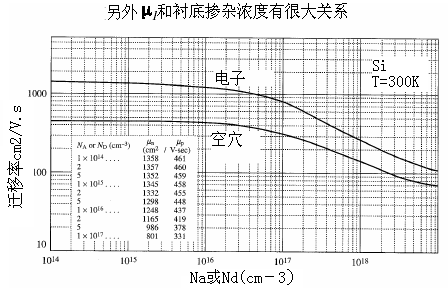 另外μI和衬底掺杂浓度有很大关系
迁移率cm2/V.s
1000
100
10
电子
空穴
Si
T=300K
NA or ND (cm-3) μn (cm2 μp / V-sec)
1×10^14.... 1358 461
2 1357 460
5 1352 459
1×10^15.... 1345 458
2 1332 455
5 1298 448
1×10^16.... 1248 437
2 1165 419
5 986 378
1×10^17.... 801 331
10^14 10^15 10^16 10^17 10^18
Na或Nd(cm-3)